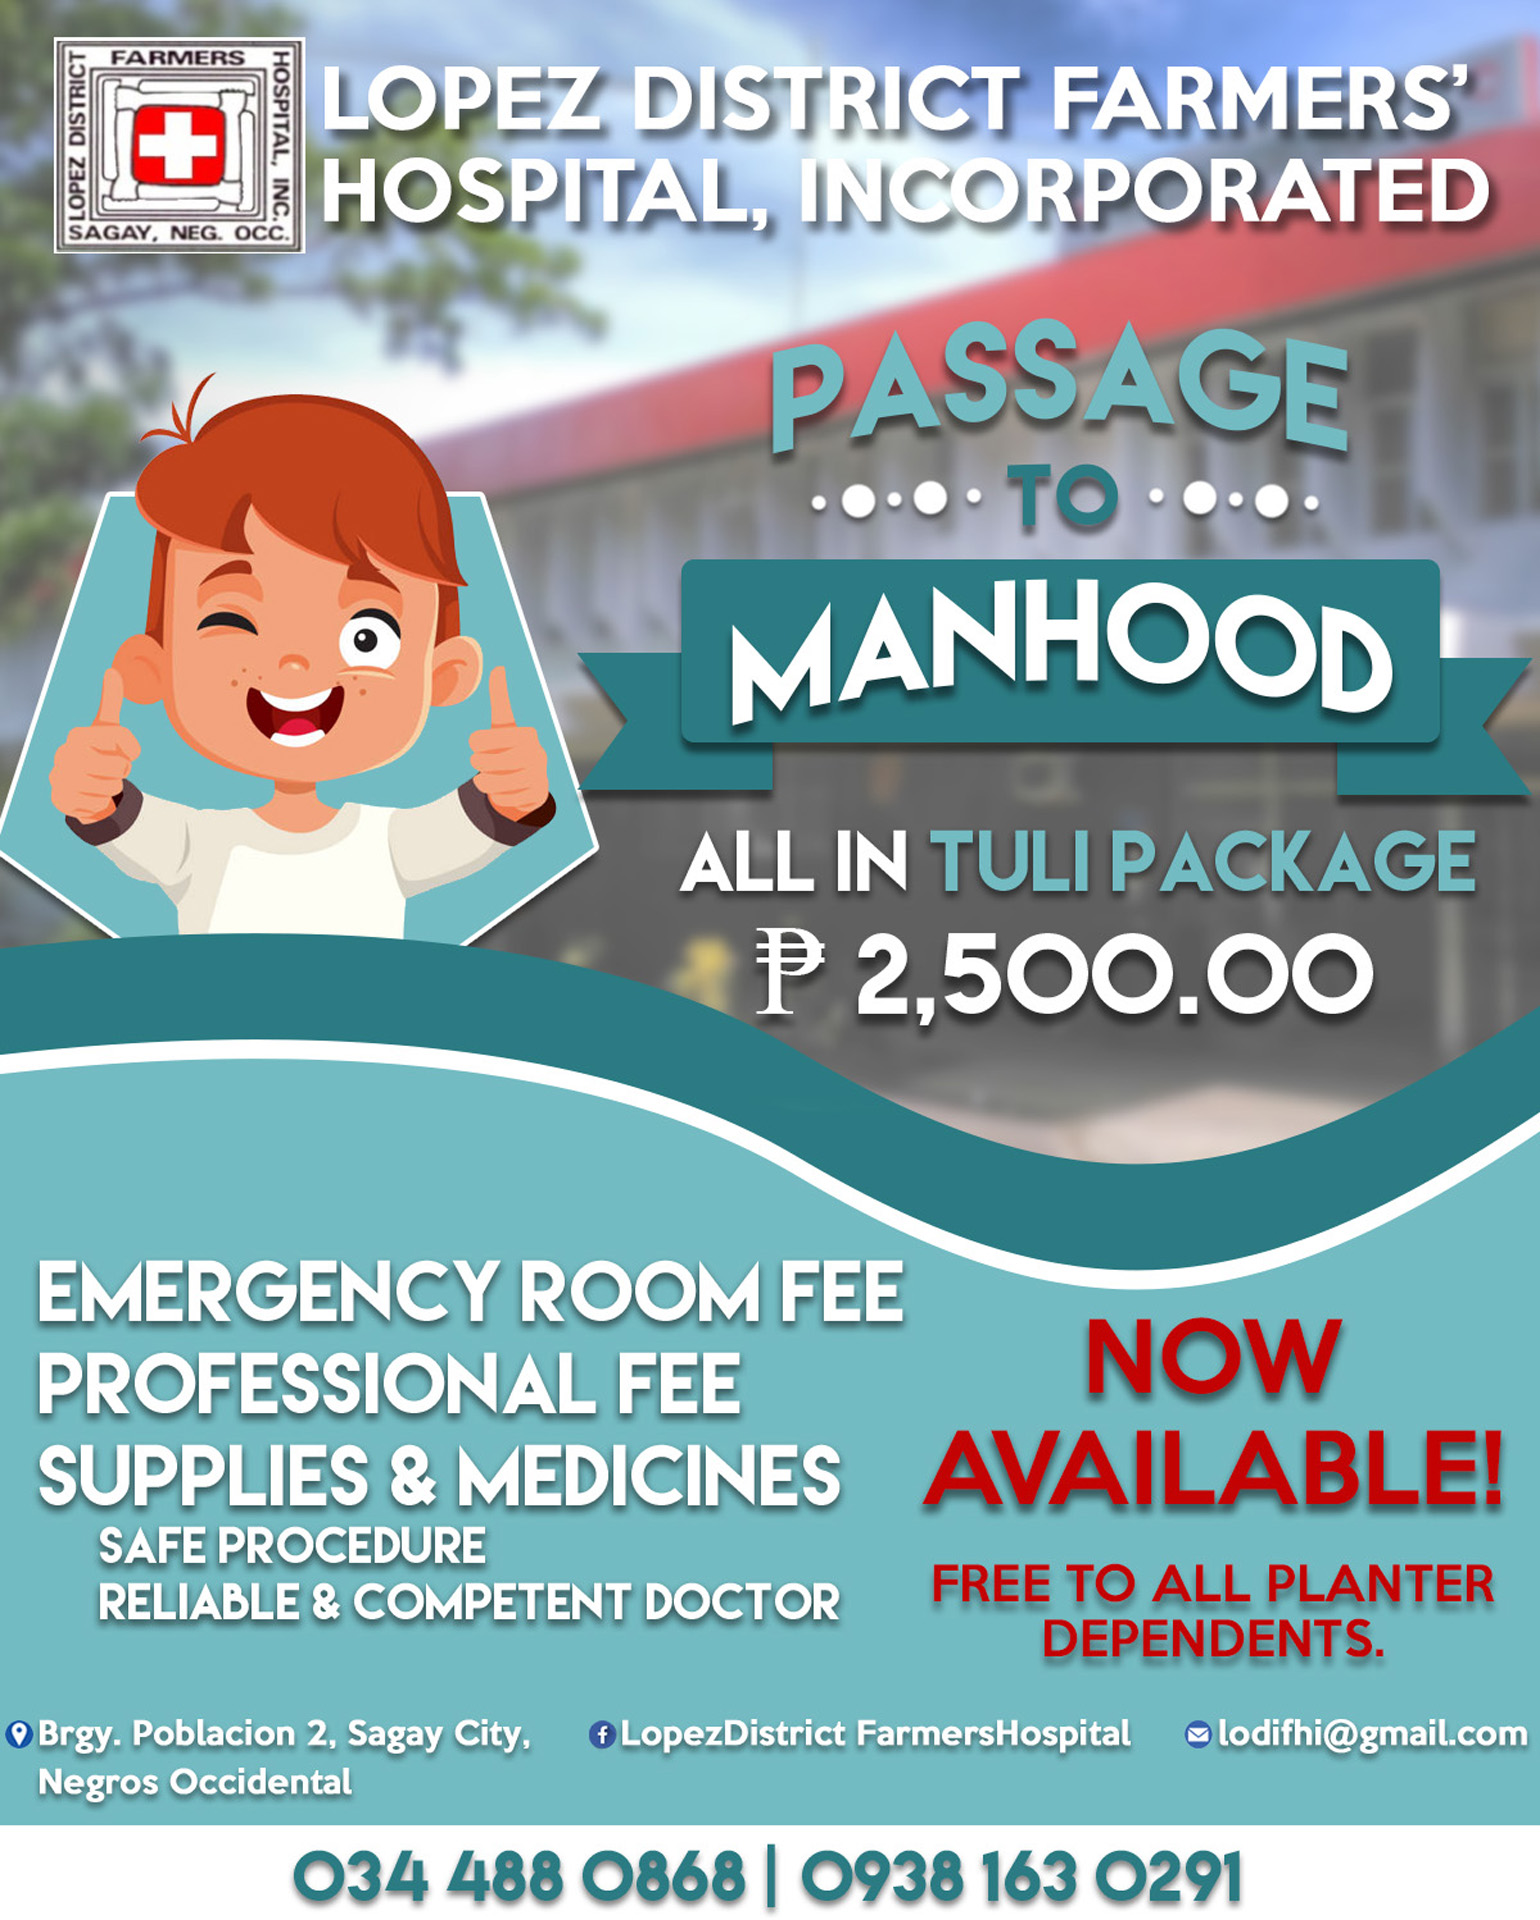 FARMERS
LOPEZ DISTRICT
HOSPITAL, INC.
SAGAY, NEG. OCC.
LOPEZ DISTRICT FARMERS'
HOSPITAL, INCORPORATED
PASSAGE
TO
MANHOOD
ALL IN TULI PACKAGE
₱ 2,500.00
EMERGENCY ROOM FEE
PROFESSIONAL FEE
SUPPLIES & MEDICINES
SAFE PROCEDURE
RELIABLE & COMPETENT DOCTOR
NOW
AVAILABLE!
FREE TO ALL PLANTER
DEPENDENTS.
Brgy. Poblacion 2, Sagay City,
Negros Occidental
LopezDistrict FarmersHospital
lodifhi@gmail.com
034 488 0868 | 0938 163 0291